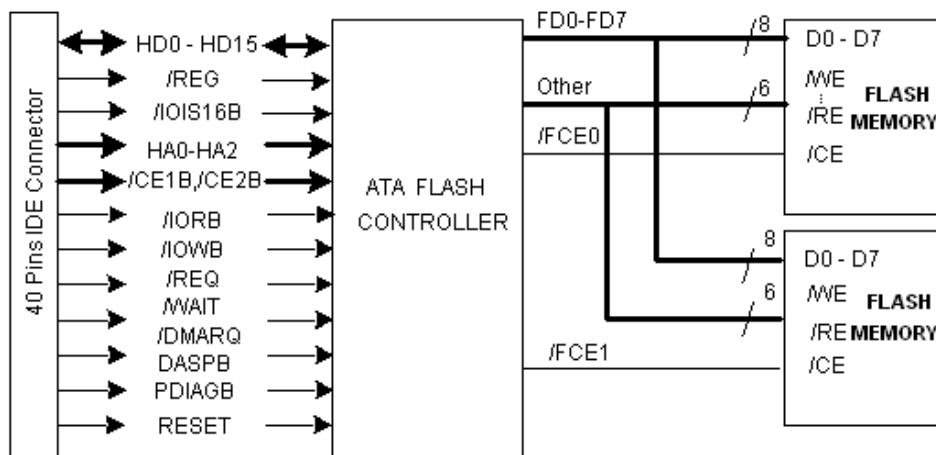 40 Pins IDE Connector
HD0 - HD15
/REG
/IOIS16B
HA0-HA2
/CE1B,/CE2B
/IORB
/IOWB
/REQ
/WAIT
/DMARQ
DASPB
PDIAGB
RESET
ATA FLASH
CONTROLLER
FD0-FD7
8
Other
6
/FCE0
D0 - D7
/WE
FLASH
/RE
MEMORY
/CE
8
6
/FCE1
D0 - D7
/WE
FLASH
/RE
MEMORY
/CE